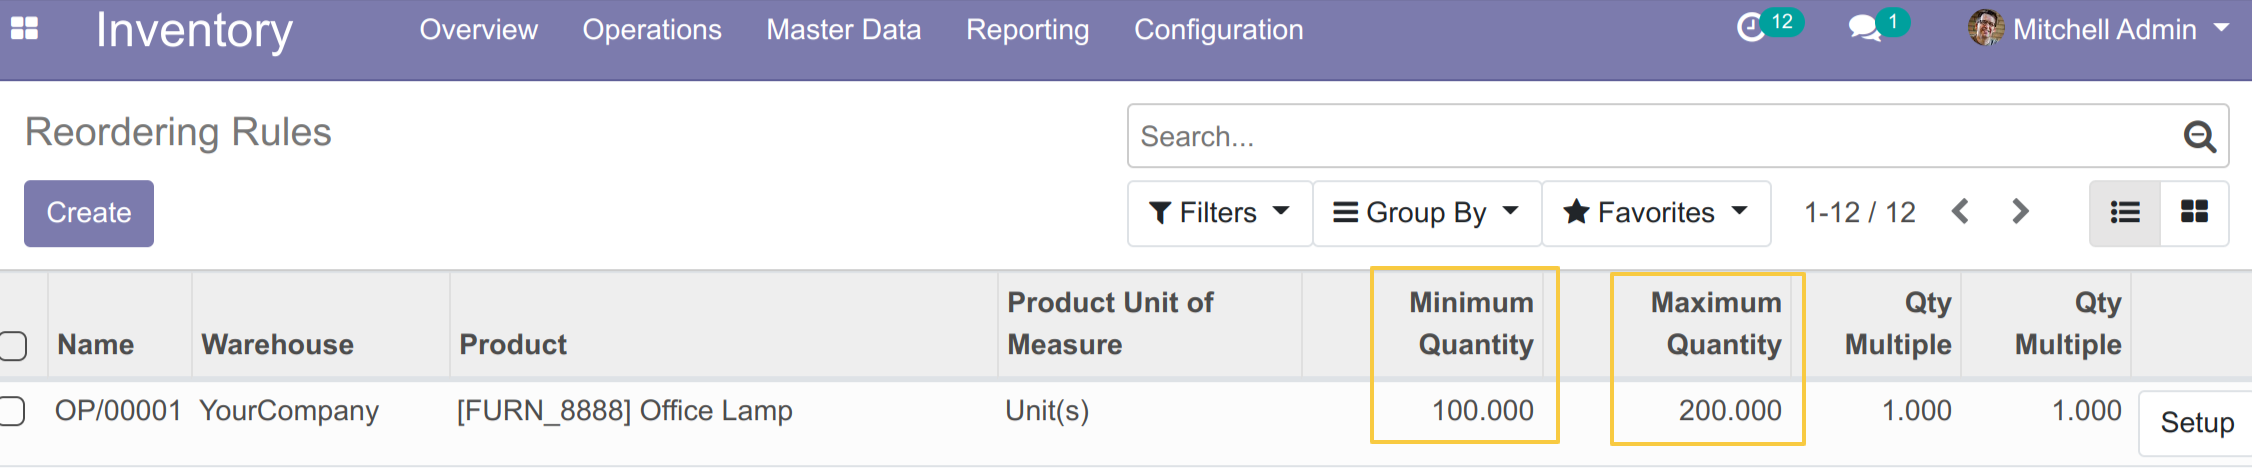 Inventory Overview Operations Master Data Reporting Configuration 12 1 Mitchell Admin
Reordering Rules
Search...
Create
Filters Group By Favorites 1-12 / 12
Name Warehouse Product Product Unit of Measure Minimum Quantity Maximum Quantity Qty Multiple Qty Multiple
OP/00001 YourCompany [FURN_8888] Office Lamp Unit(s) 100.000 200.000 1.000 1.000 Setup